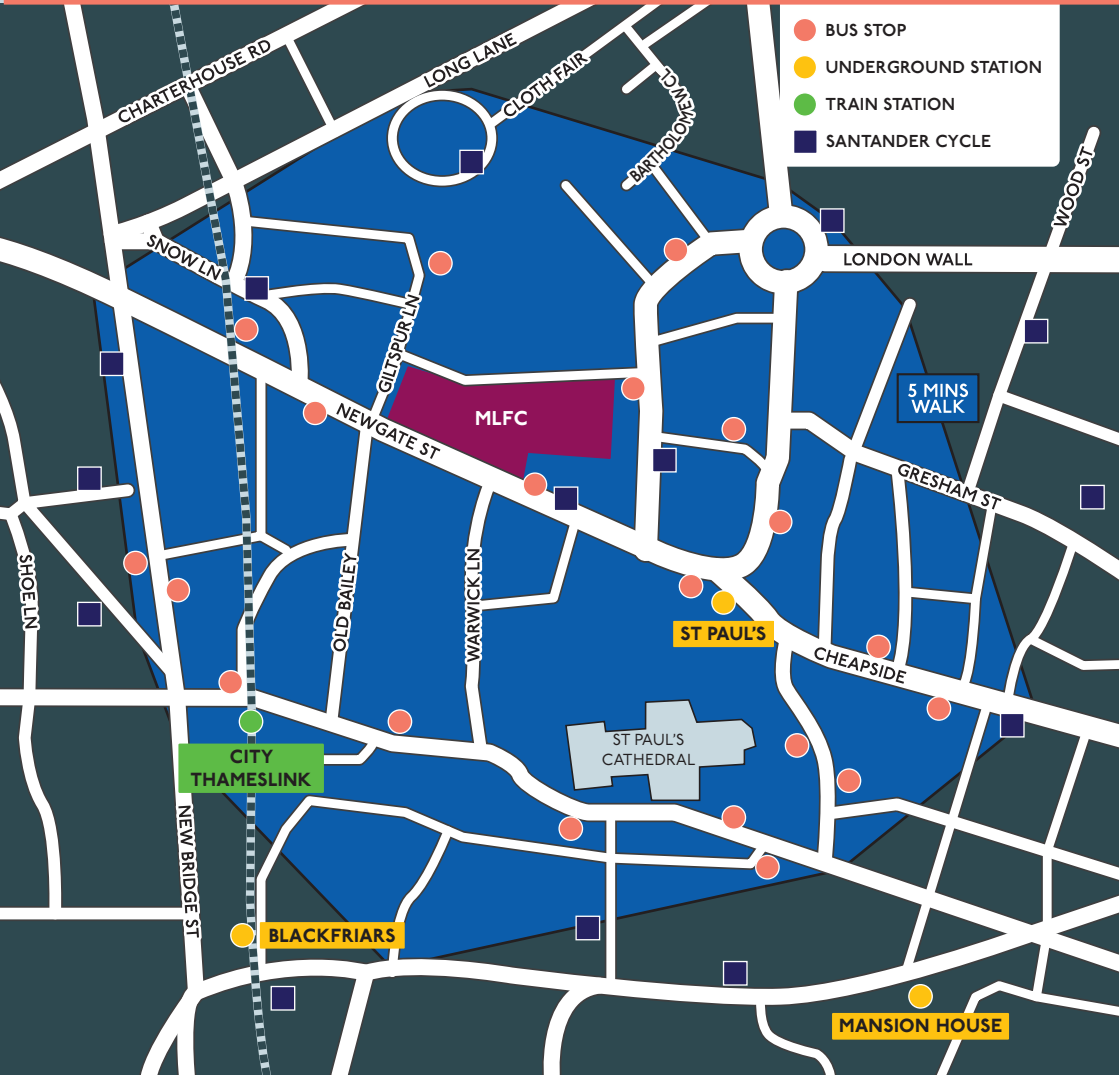 BUS STOP
UNDERGROUND STATION
TRAIN STATION
SANTANDER CYCLE
CHARTERHOUSE RD
LONG LANE
CLOTH FAIR
BARTHOLOMEW CL
WOOD ST
SNOW LN
LONDON WALL
GILTSPUR LN
5 MINS
WALK
MLFC
NEWGATE ST
GRESHAM ST
SHOE LN
OLD BAILEY
WARWICK LN
ST PAUL'S
CHEAPSIDE
ST PAUL'S
CATHEDRAL
CITY
THAMESLINK
NEW BRIDGE ST
BLACKFRIARS
MANSION HOUSE